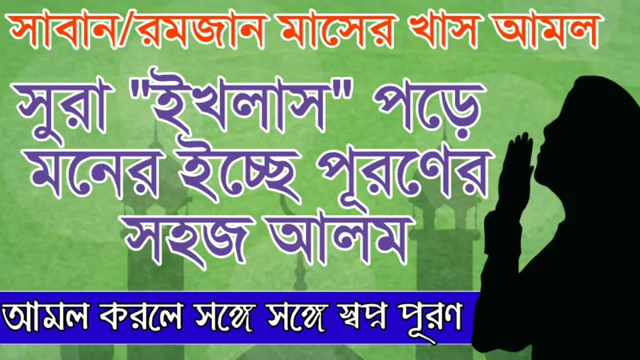 সাবান/রমজান মাসের খাস আমল
সুরা "ইখলাস" পড়ে
মনের ইচ্ছে পূরণের
সহজ আলম
আমল করলে সঙ্গে সঙ্গে স্বপ্ন পূরণ